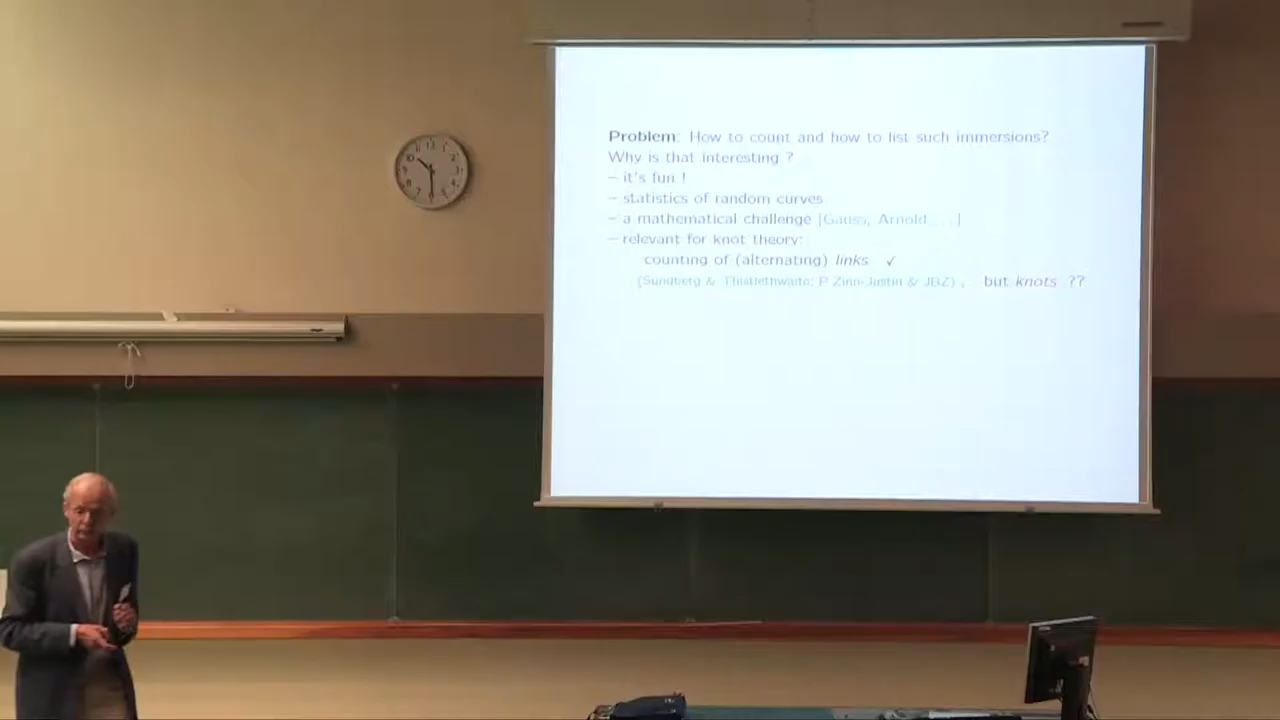 Problem: How to count and how to list such immersions?
Why is that interesting ?
– it's fun !
– statistics of random curves
– a mathematical challenge [Gauss, Arnold, ...]
– relevant for knot theory:
counting of (alternating) links ✓
(Sundberg & Thistlethwaite; P Zinn-Justin & JBZ) , but knots ??